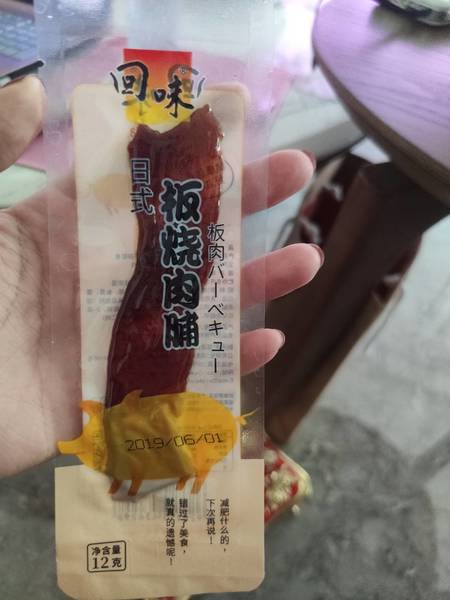 回味
日式
板烧肉脯
板肉バーベキュー
2019/06/01
减肥什么的，
下次再说！
错过了美食，
就真的遗憾呢！
净含量
12克